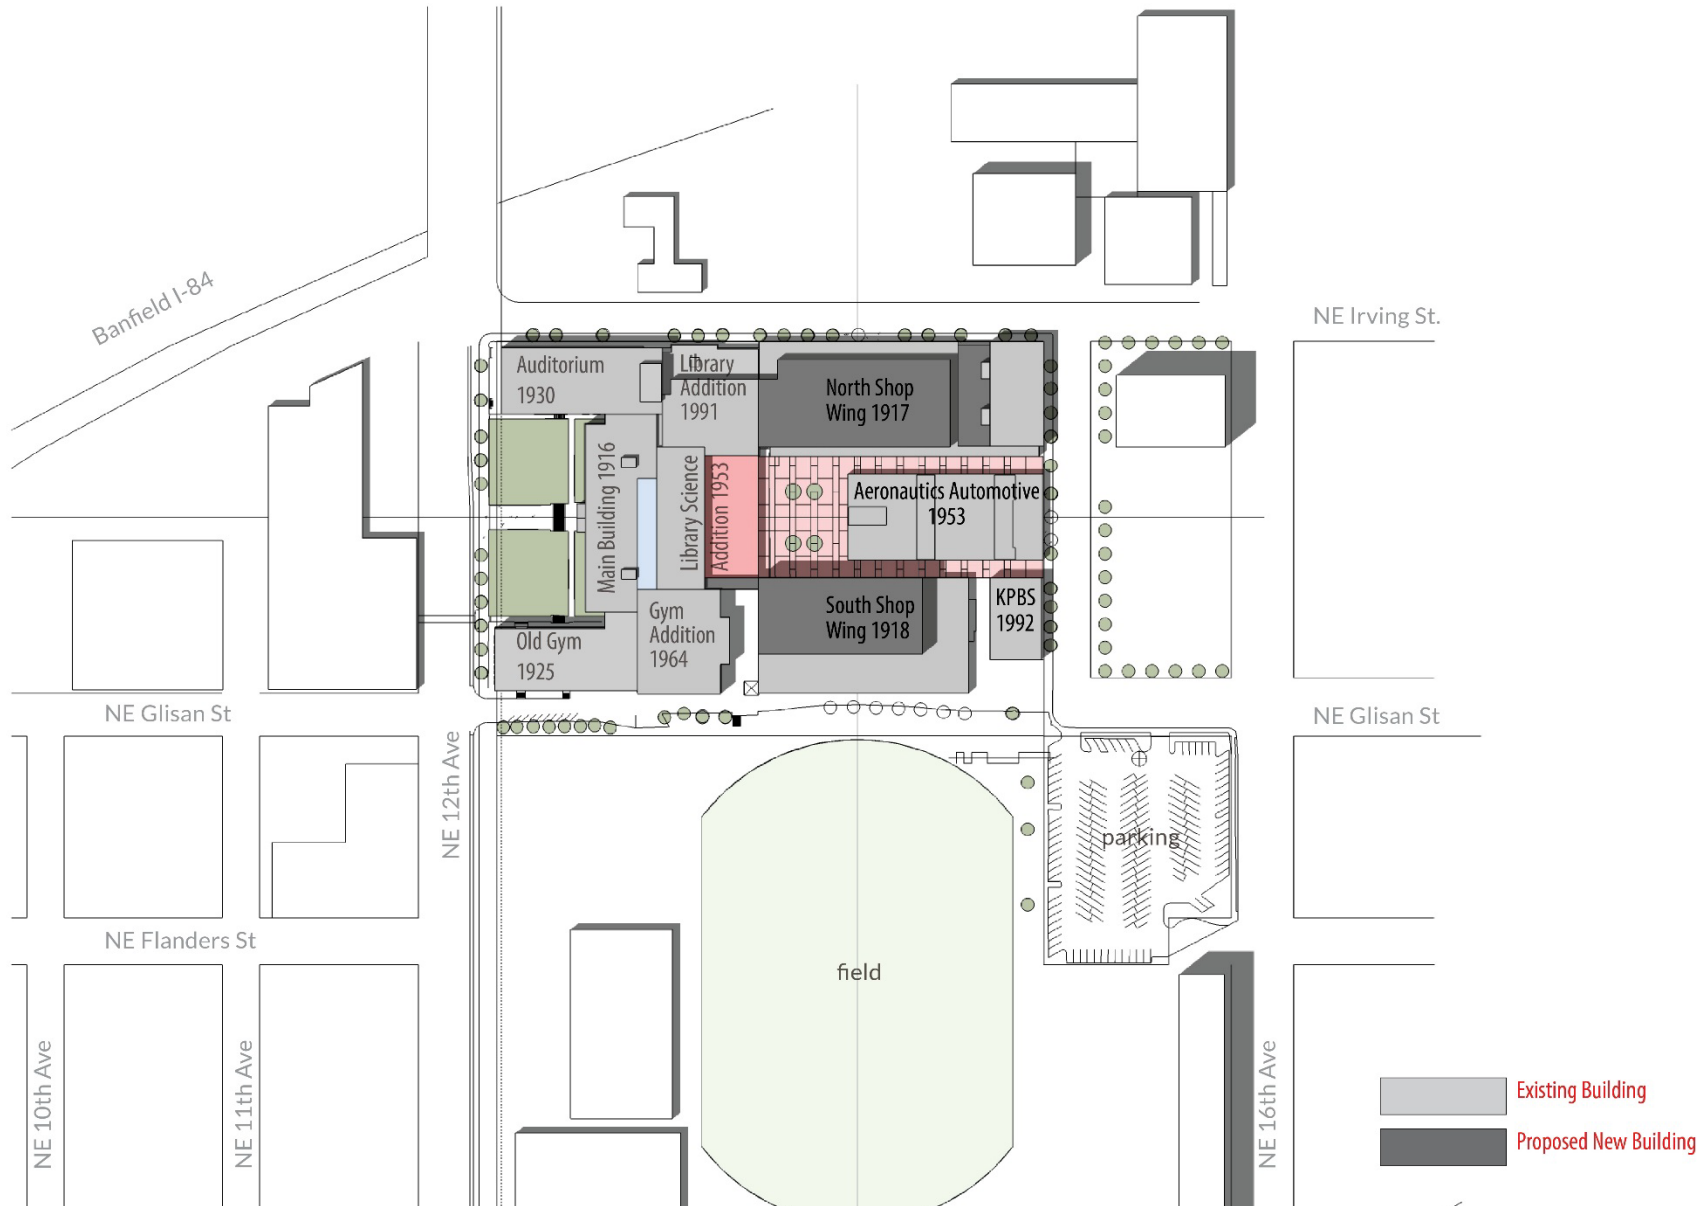 Banfield I-84
NE Irving St.
Auditorium
1930
Library
Addition
1991
North Shop
Wing 1917
Main Building 1916
Library Science
Addition 1953
Aeronautics Automotive
1953
Old Gym
1925
Gym
Addition
1964
South Shop
Wing 1918
KPBS
1992
NE Glisan St
NE Glisan St
NE 12th Ave
parking
NE Flanders St
field
NE 10th Ave
NE 11th Ave
NE 16th Ave
Existing Building
Proposed New Building